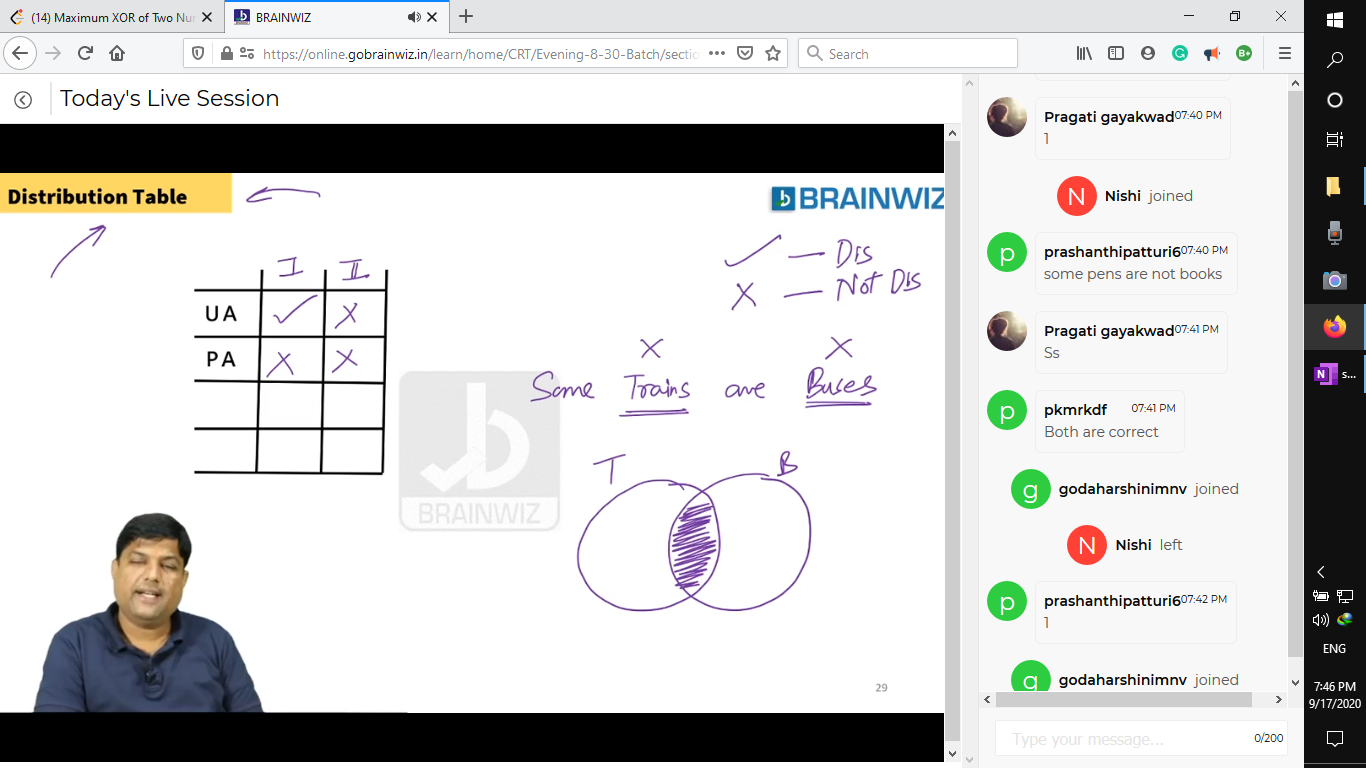 (14) Maximum XOR of Two Nu
BRAINWIZ
https://online.gobrainwiz.in/learn/home/CRT/Evening-8-30-Batch/sectio
Search
Today's Live Session
Distribution Table
BRAINWIZ
✓ — Dis
X — Not Dis
I II
UA ✓ X
PA X X
X X
Some Trains are Buses
T B
BRAINWIZ
29
Pragati gayakwad 07:40 PM
1
N Nishi joined
p prashanthipatturi6 07:40 PM
some pens are not books
Pragati gayakwad 07:41 PM
Ss
p pkmrkdf 07:41 PM
Both are correct
g godaharshinimnv joined
N Nishi left
p prashanthipatturi6 07:42 PM
1
g godaharshinimnv joined
Type your message...
0/200
B+
N s...
ENG
7:46 PM
9/17/2020